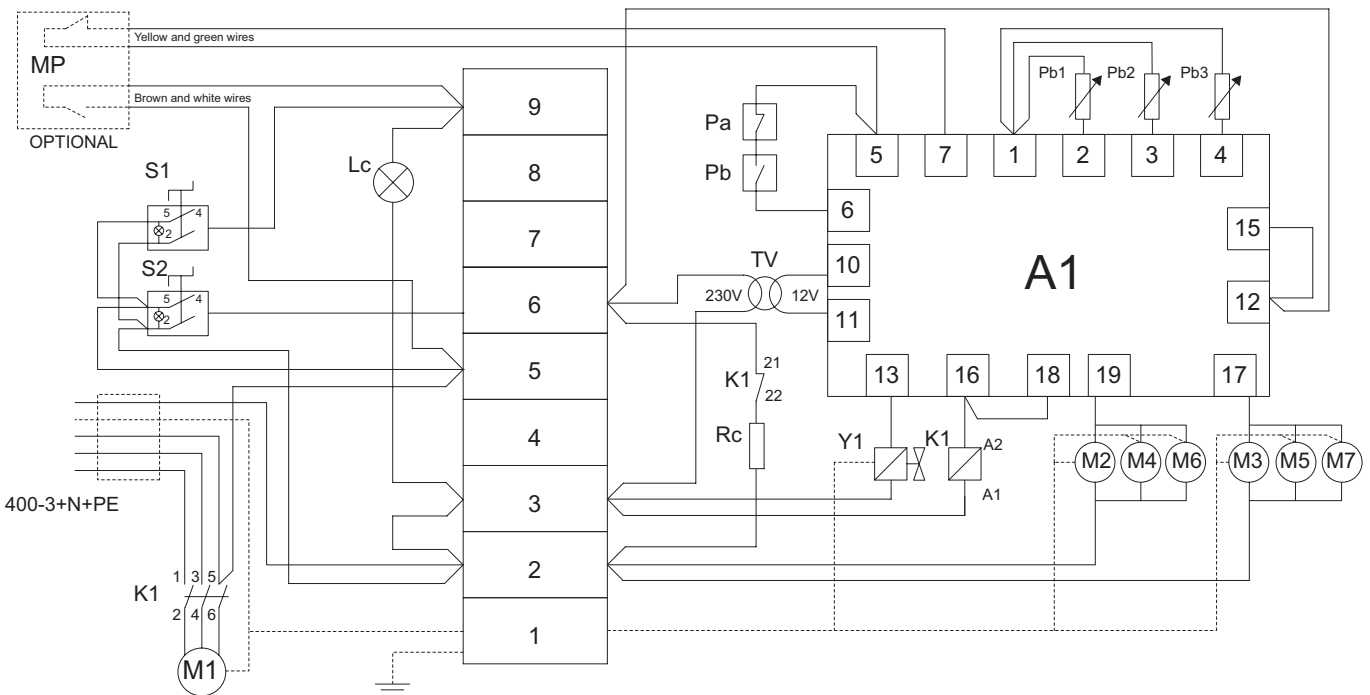 Yellow and green wires
MP
Brown and white wires
OPTIONAL
S1
5
4
2
S2
5
4
2
400-3+N+PE
K1
1
3
5
2
4
6
M1
Lc
9
8
7
6
5
4
3
2
1
Pa
Pb
TV
230V
12V
K1
21
22
Rc
Pb1
Pb2
Pb3
5
7
1
2
3
4
6
10
11
15
12
A1
13
16
18
19
17
Y1
K1
A2
A1
M2
M4
M6
M3
M5
M7